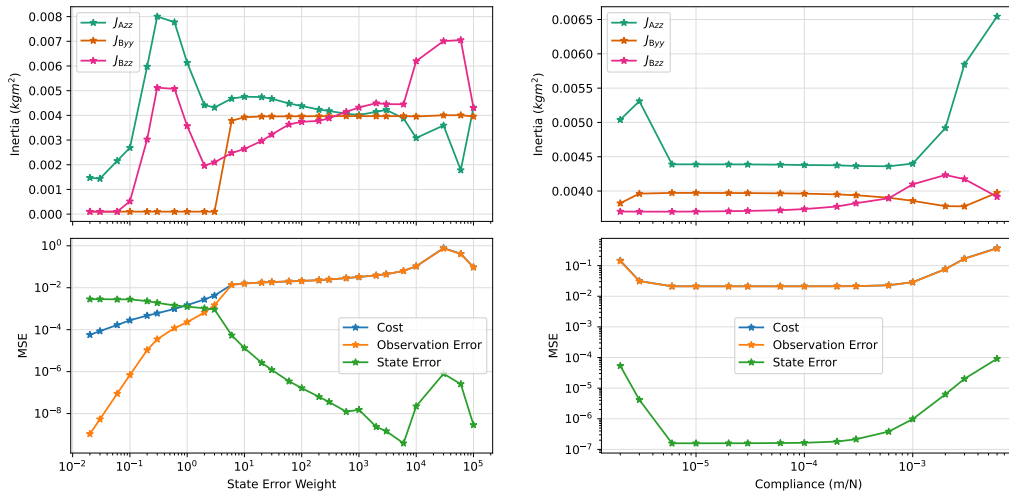 0.008
0.007
0.006
0.005
0.004
0.003
0.002
0.001
0.000
Inertia (kgm²)
J_Azz
J_Byy
J_Bzz
0.0065
0.0060
0.0055
0.0050
0.0045
0.0040
Inertia (kgm²)
J_Azz
J_Byy
J_Bzz
10⁰
10⁻²
10⁻⁴
10⁻⁶
10⁻⁸
MSE
Cost
Observation Error
State Error
10⁻² 10⁻¹ 10⁰ 10¹ 10² 10³ 10⁴ 10⁵
State Error Weight
10⁻¹
10⁻²
10⁻³
10⁻⁴
10⁻⁵
10⁻⁶
10⁻⁷
MSE
Cost
Observation Error
State Error
10⁻⁵ 10⁻⁴ 10⁻³
Compliance (m/N)